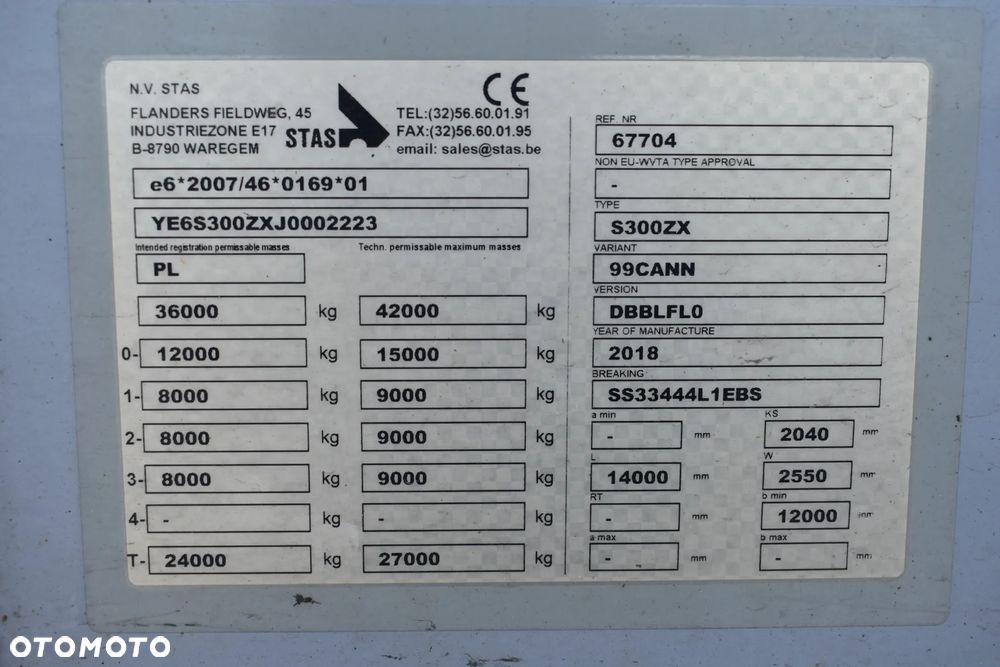 N.V. STAS
FLANDERS FIELDWEG, 45
INDUSTRIEZONE E17
B-8790 WAREGEM
STAS
CE
TEL:(32)56.60.01.91
FAX:(32)56.60.01.95
email: sales@stas.be
e6*2007/46*0169*01
YE6S300ZXJ0002223
Intended registration permissable masses Techn. permissable maximum masses
PL
36000 kg 42000 kg
0- 12000 kg 15000 kg
1- 8000 kg 9000 kg
2- 8000 kg 9000 kg
3- 8000 kg 9000 kg
4- - kg - kg
T- 24000 kg 27000 kg
REF. NR
67704
NON EU-WVTA TYPE APPROVAL
-
TYPE
S300ZX
VARIANT
99CANN
VERSION
DBBLFL0
YEAR OF MANUFACTURE
2018
BREAKING
SS33444L1EBS
a min KS
- mm 2040 mm
L W
14000 mm 2550 mm
RT b min
- mm 12000 mm
a max b max
- mm - mm
OTOMOTO